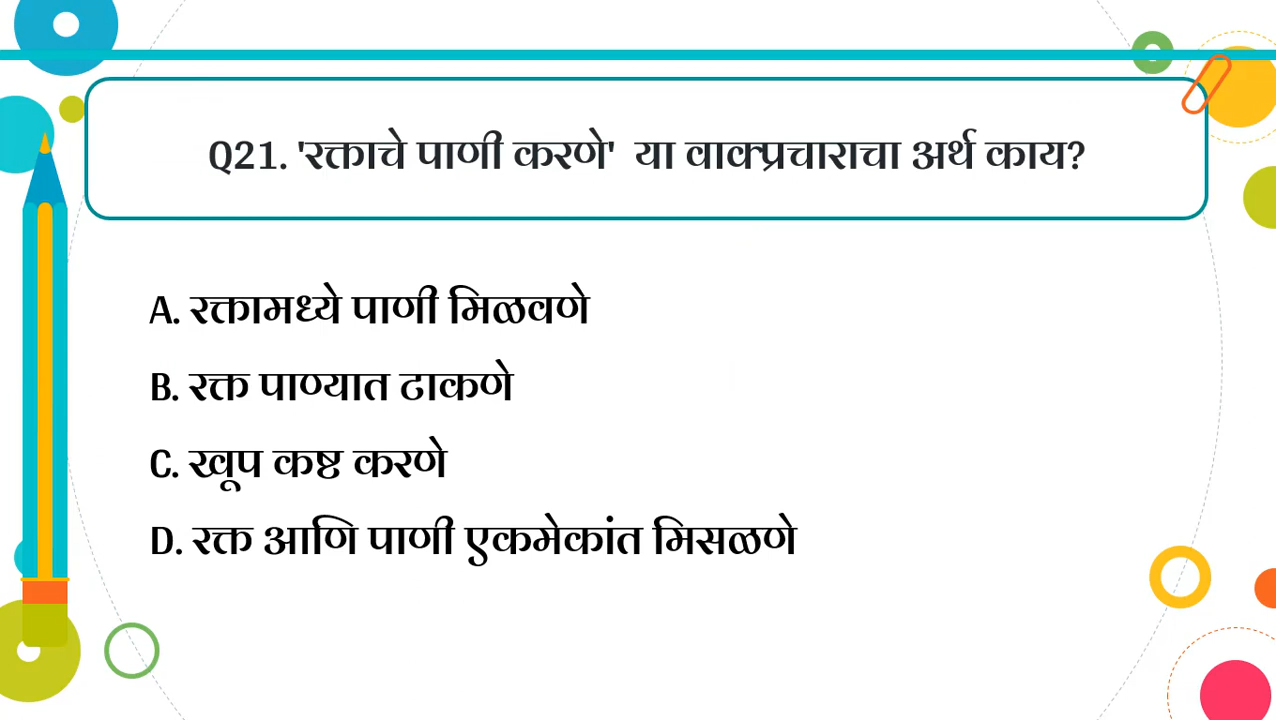 Q21. 'रक्ताचे पाणी करणे' या वाक्प्रचाराचा अर्थ काय?
A. रक्तामध्ये पाणी मिळवणे
B. रक्त पाण्यात टाकणे
C. खूप कष्ट करणे
D. रक्त आणि पाणी एकमेकांत मिसळणे